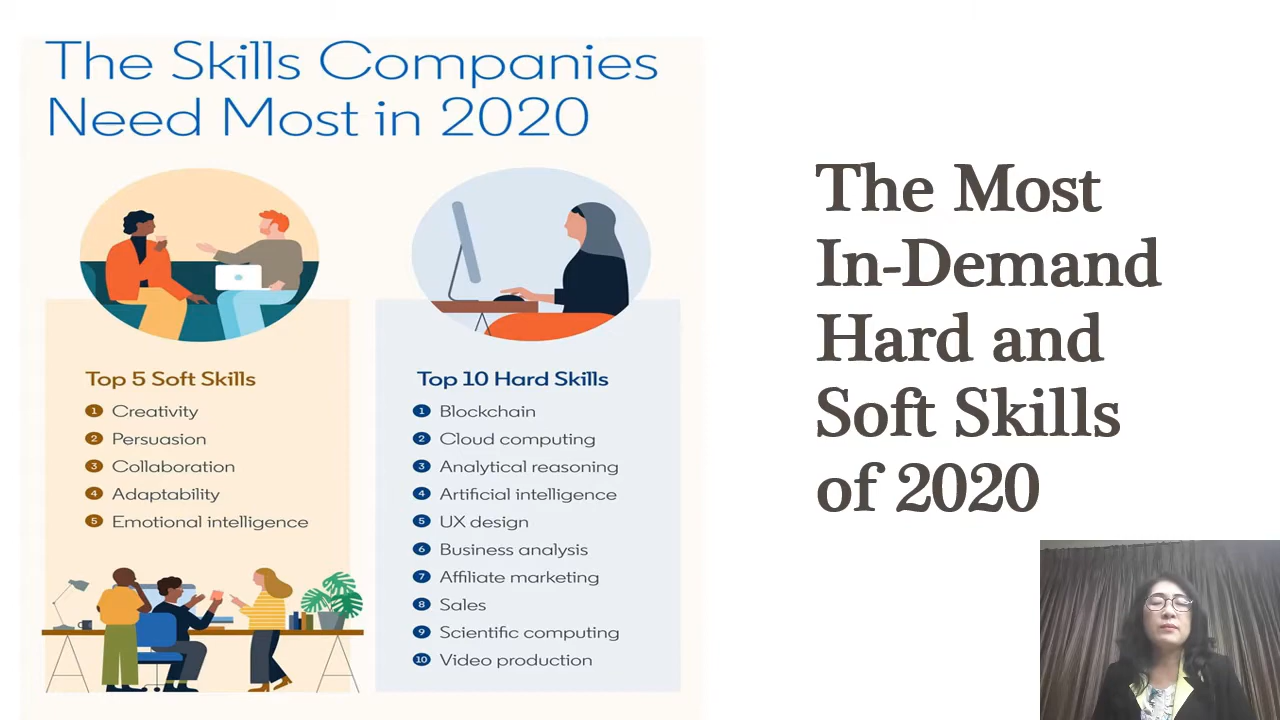 The Skills Companies
Need Most in 2020
Top 5 Soft Skills
1 Creativity
2 Persuasion
3 Collaboration
4 Adaptability
5 Emotional intelligence
Top 10 Hard Skills
1 Blockchain
2 Cloud computing
3 Analytical reasoning
4 Artificial intelligence
5 UX design
6 Business analysis
7 Affiliate marketing
8 Sales
9 Scientific computing
10 Video production
The Most
In-Demand
Hard and
Soft Skills
of 2020